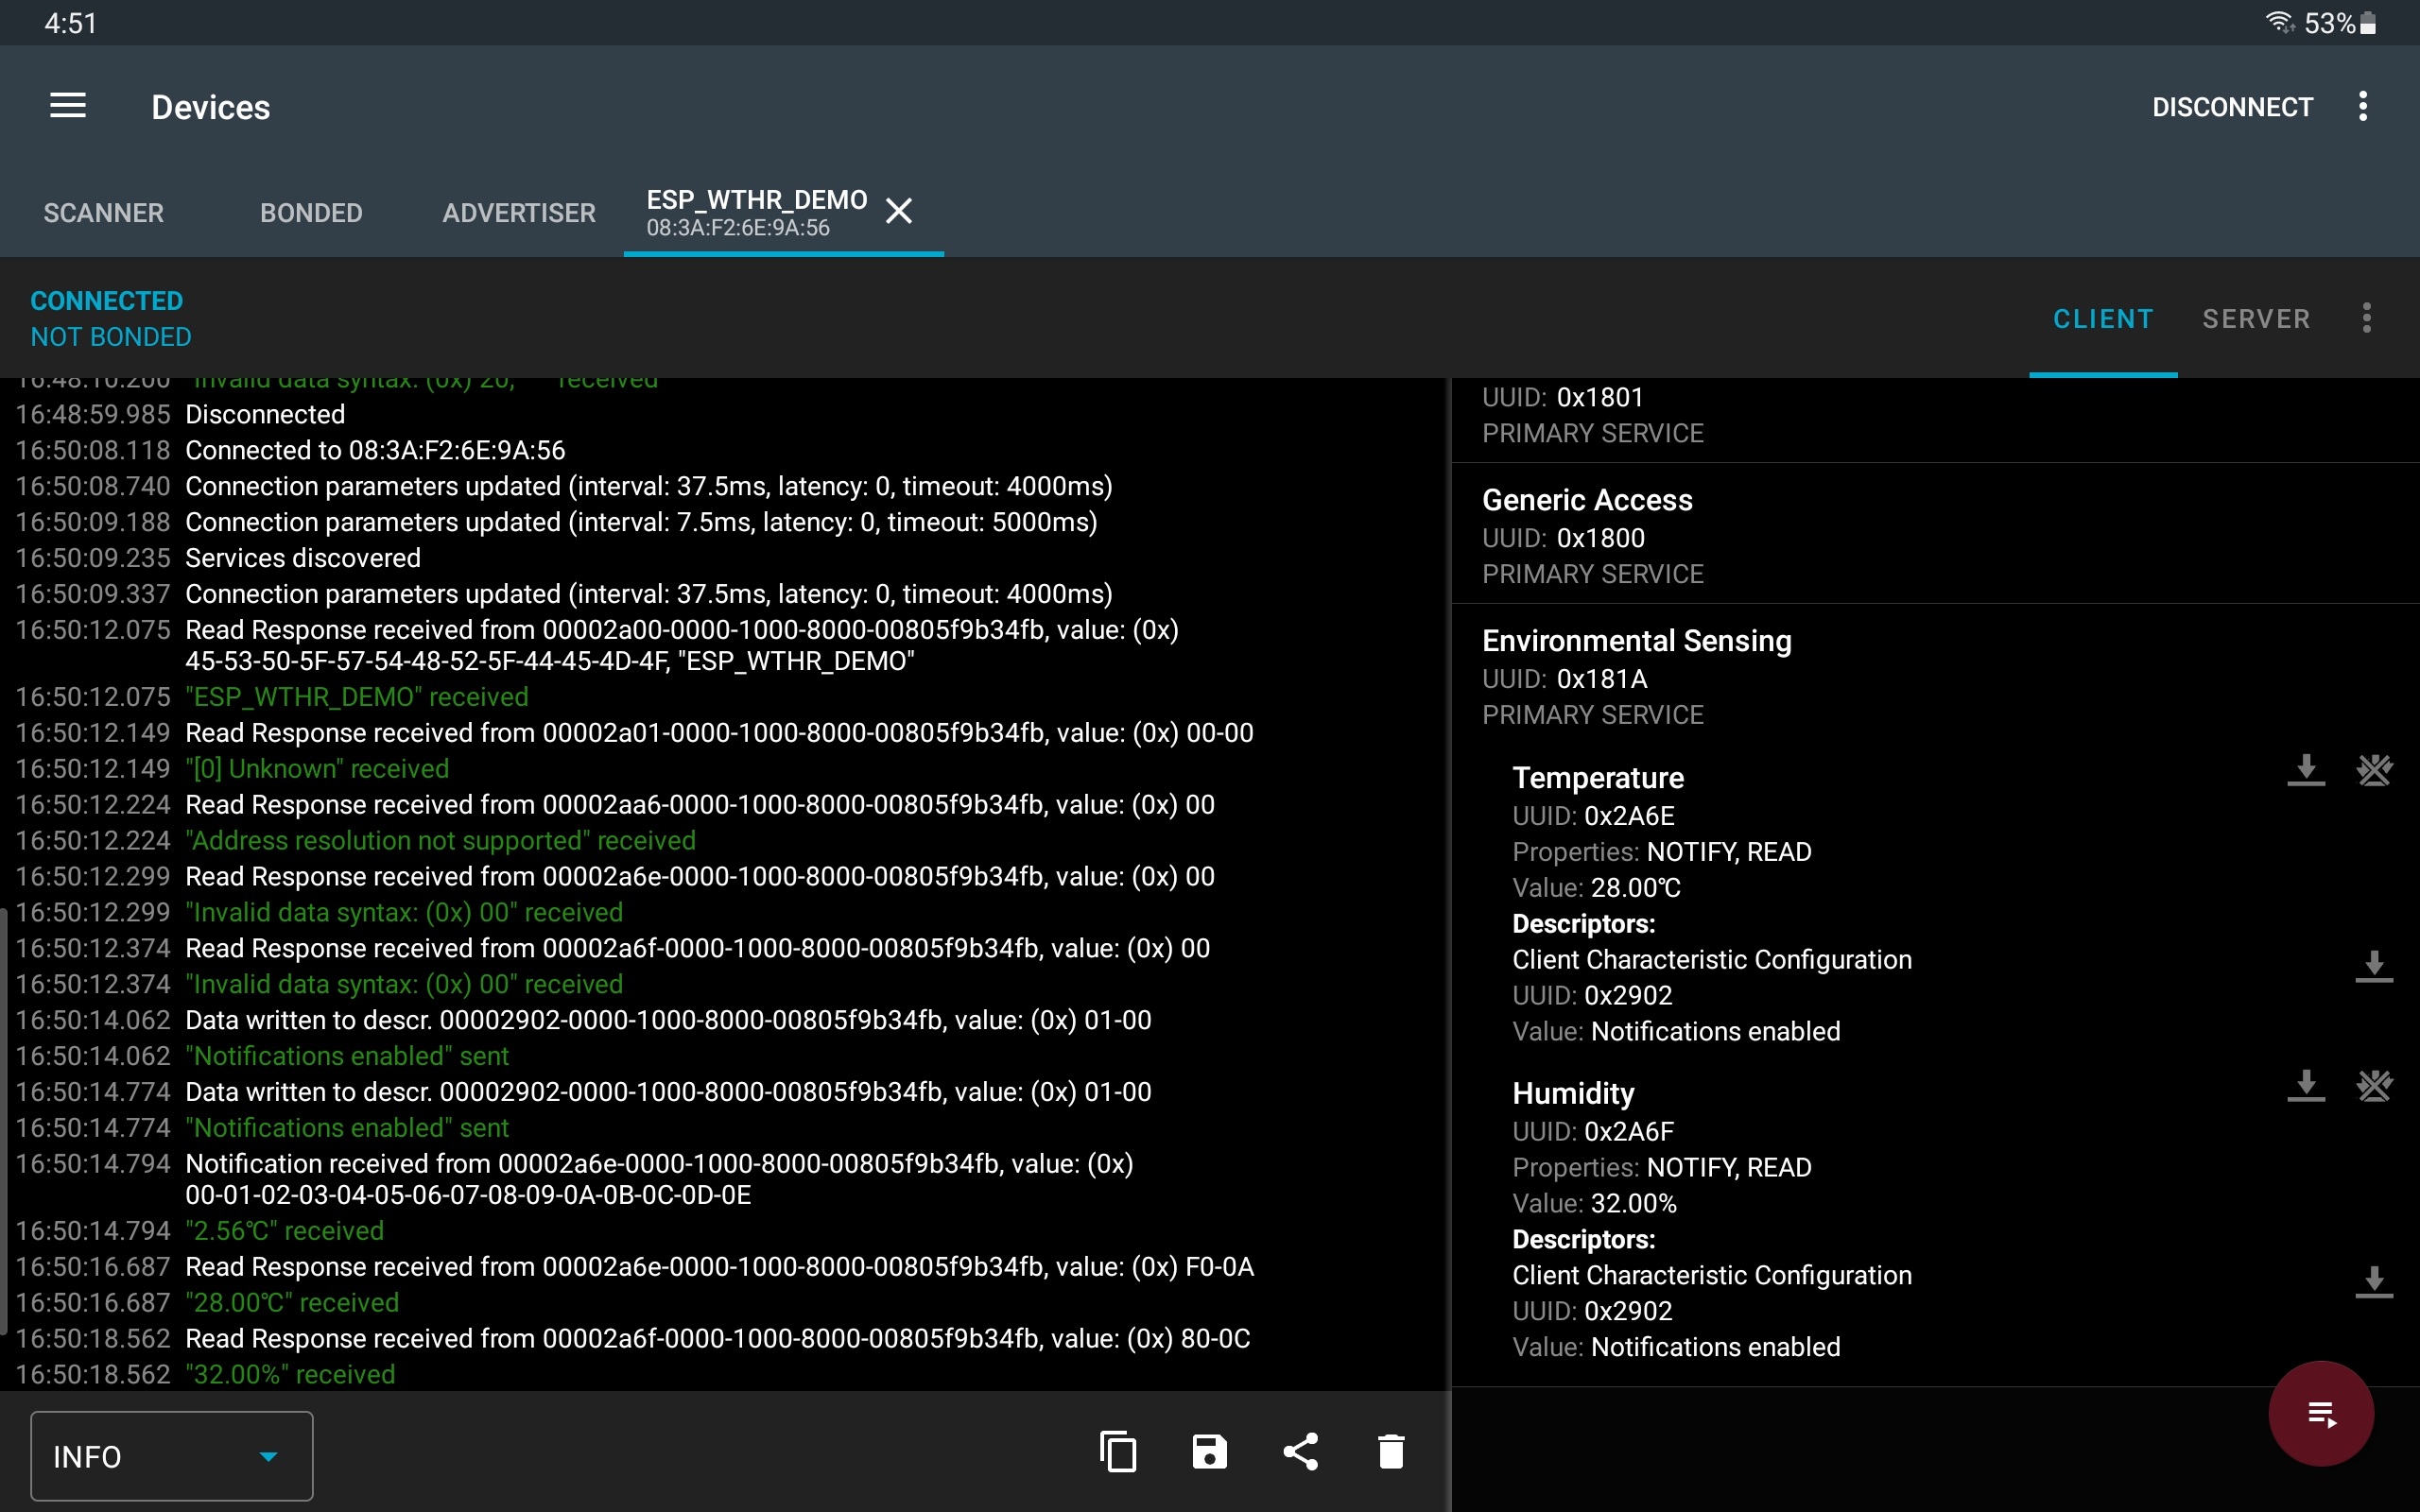 4:51
53%
Devices
DISCONNECT
SCANNER
BONDED
ADVERTISER
ESP_WTHR_DEMO
08:3A:F2:6E:9A:56
CONNECTED
NOT BONDED
CLIENT
SERVER
16:48:10.200 "Invalid data syntax: (0x) 20, received
16:48:59.985 Disconnected
16:50:08.118 Connected to 08:3A:F2:6E:9A:56
16:50:08.740 Connection parameters updated (interval: 37.5ms, latency: 0, timeout: 4000ms)
16:50:09.188 Connection parameters updated (interval: 7.5ms, latency: 0, timeout: 5000ms)
16:50:09.235 Services discovered
16:50:09.337 Connection parameters updated (interval: 37.5ms, latency: 0, timeout: 4000ms)
16:50:12.075 Read Response received from 00002a00-0000-1000-8000-00805f9b34fb, value: (0x)
45-53-50-5F-57-54-48-52-5F-44-45-4D-4F, "ESP_WTHR_DEMO"
16:50:12.075 "ESP_WTHR_DEMO" received
16:50:12.149 Read Response received from 00002a01-0000-1000-8000-00805f9b34fb, value: (0x) 00-00
16:50:12.149 "[0] Unknown" received
16:50:12.224 Read Response received from 00002aa6-0000-1000-8000-00805f9b34fb, value: (0x) 00
16:50:12.224 "Address resolution not supported" received
16:50:12.299 Read Response received from 00002a6e-0000-1000-8000-00805f9b34fb, value: (0x) 00
16:50:12.299 "Invalid data syntax: (0x) 00" received
16:50:12.374 Read Response received from 00002a6f-0000-1000-8000-00805f9b34fb, value: (0x) 00
16:50:12.374 "Invalid data syntax: (0x) 00" received
16:50:14.062 Data written to descr. 00002902-0000-1000-8000-00805f9b34fb, value: (0x) 01-00
16:50:14.062 "Notifications enabled" sent
16:50:14.774 Data written to descr. 00002902-0000-1000-8000-00805f9b34fb, value: (0x) 01-00
16:50:14.774 "Notifications enabled" sent
16:50:14.794 Notification received from 00002a6e-0000-1000-8000-00805f9b34fb, value: (0x)
00-01-02-03-04-05-06-07-08-09-0A-0B-0C-0D-0E
16:50:14.794 "2.56℃" received
16:50:16.687 Read Response received from 00002a6e-0000-1000-8000-00805f9b34fb, value: (0x) F0-0A
16:50:16.687 "28.00℃" received
16:50:18.562 Read Response received from 00002a6f-0000-1000-8000-00805f9b34fb, value: (0x) 80-0C
16:50:18.562 "32.00%" received
INFO
UUID: 0x1801
PRIMARY SERVICE
Generic Access
UUID: 0x1800
PRIMARY SERVICE
Environmental Sensing
UUID: 0x181A
PRIMARY SERVICE
Temperature
UUID: 0x2A6E
Properties: NOTIFY, READ
Value: 28.00℃
Descriptors:
Client Characteristic Configuration
UUID: 0x2902
Value: Notifications enabled
Humidity
UUID: 0x2A6F
Properties: NOTIFY, READ
Value: 32.00%
Descriptors:
Client Characteristic Configuration
UUID: 0x2902
Value: Notifications enabled